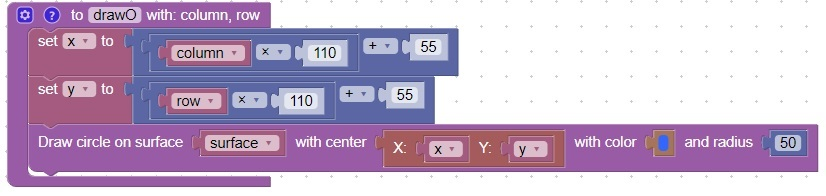 ? to drawO with: column, row
set x to column × 110 + 55
set y to row × 110 + 55
Draw circle on surface surface with center X: x Y: y with color and radius 50